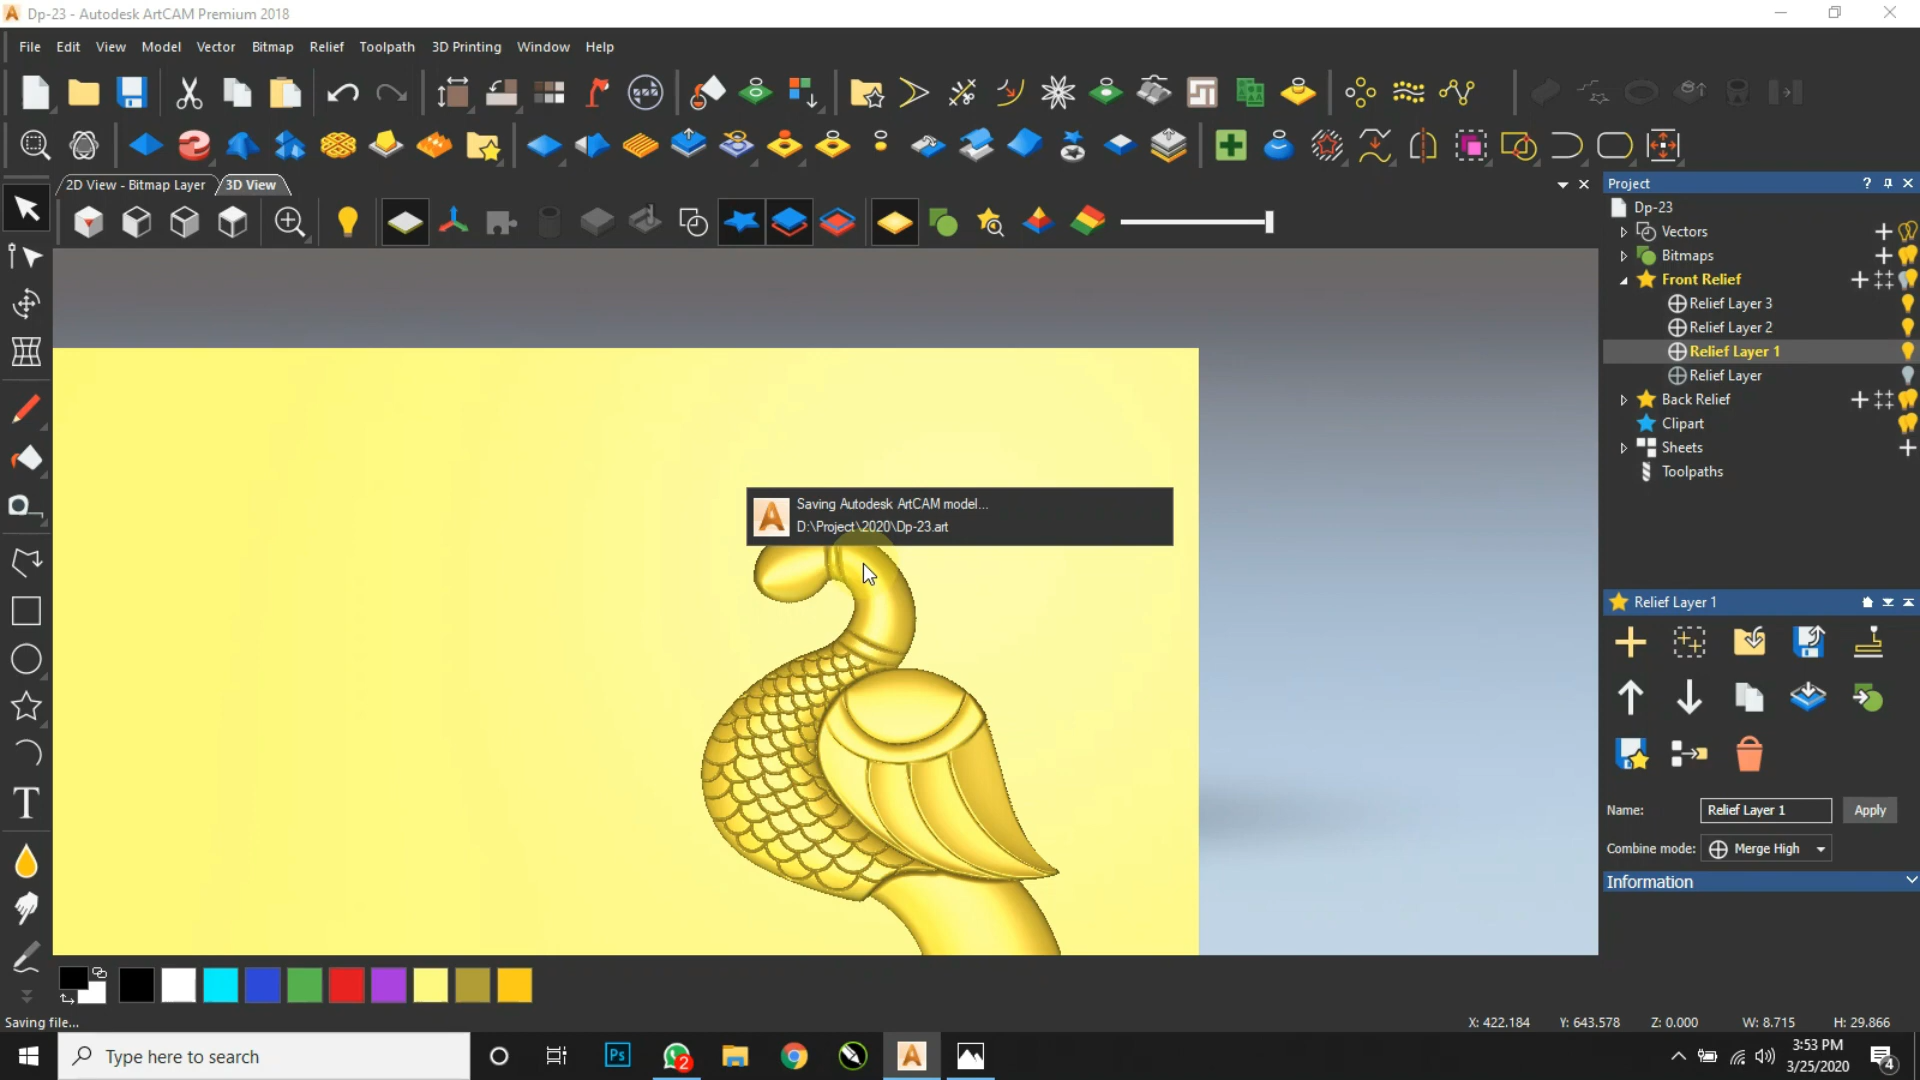 Dp-23 - Autodesk ArtCAM Premium 2018
File Edit View Model Vector Bitmap Relief Toolpath 3D Printing Window Help
2D View - Bitmap Layer 3D View
Project
Dp-23
Vectors
Bitmaps
Front Relief
Relief Layer 3
Relief Layer 2
Relief Layer 1
Relief Layer
Back Relief
Clipart
Sheets
Toolpaths
Saving Autodesk ArtCAM model...
D:\Project\2020\Dp-23.art
Relief Layer 1
Name: Relief Layer 1 Apply
Combine mode: Merge High
Information
Saving file...
X: 422.184 Y: 643.578 Z: 0.000 W: 8.715 H: 29.866
Type here to search
Ps
2
3:53 PM
3/25/2020
4